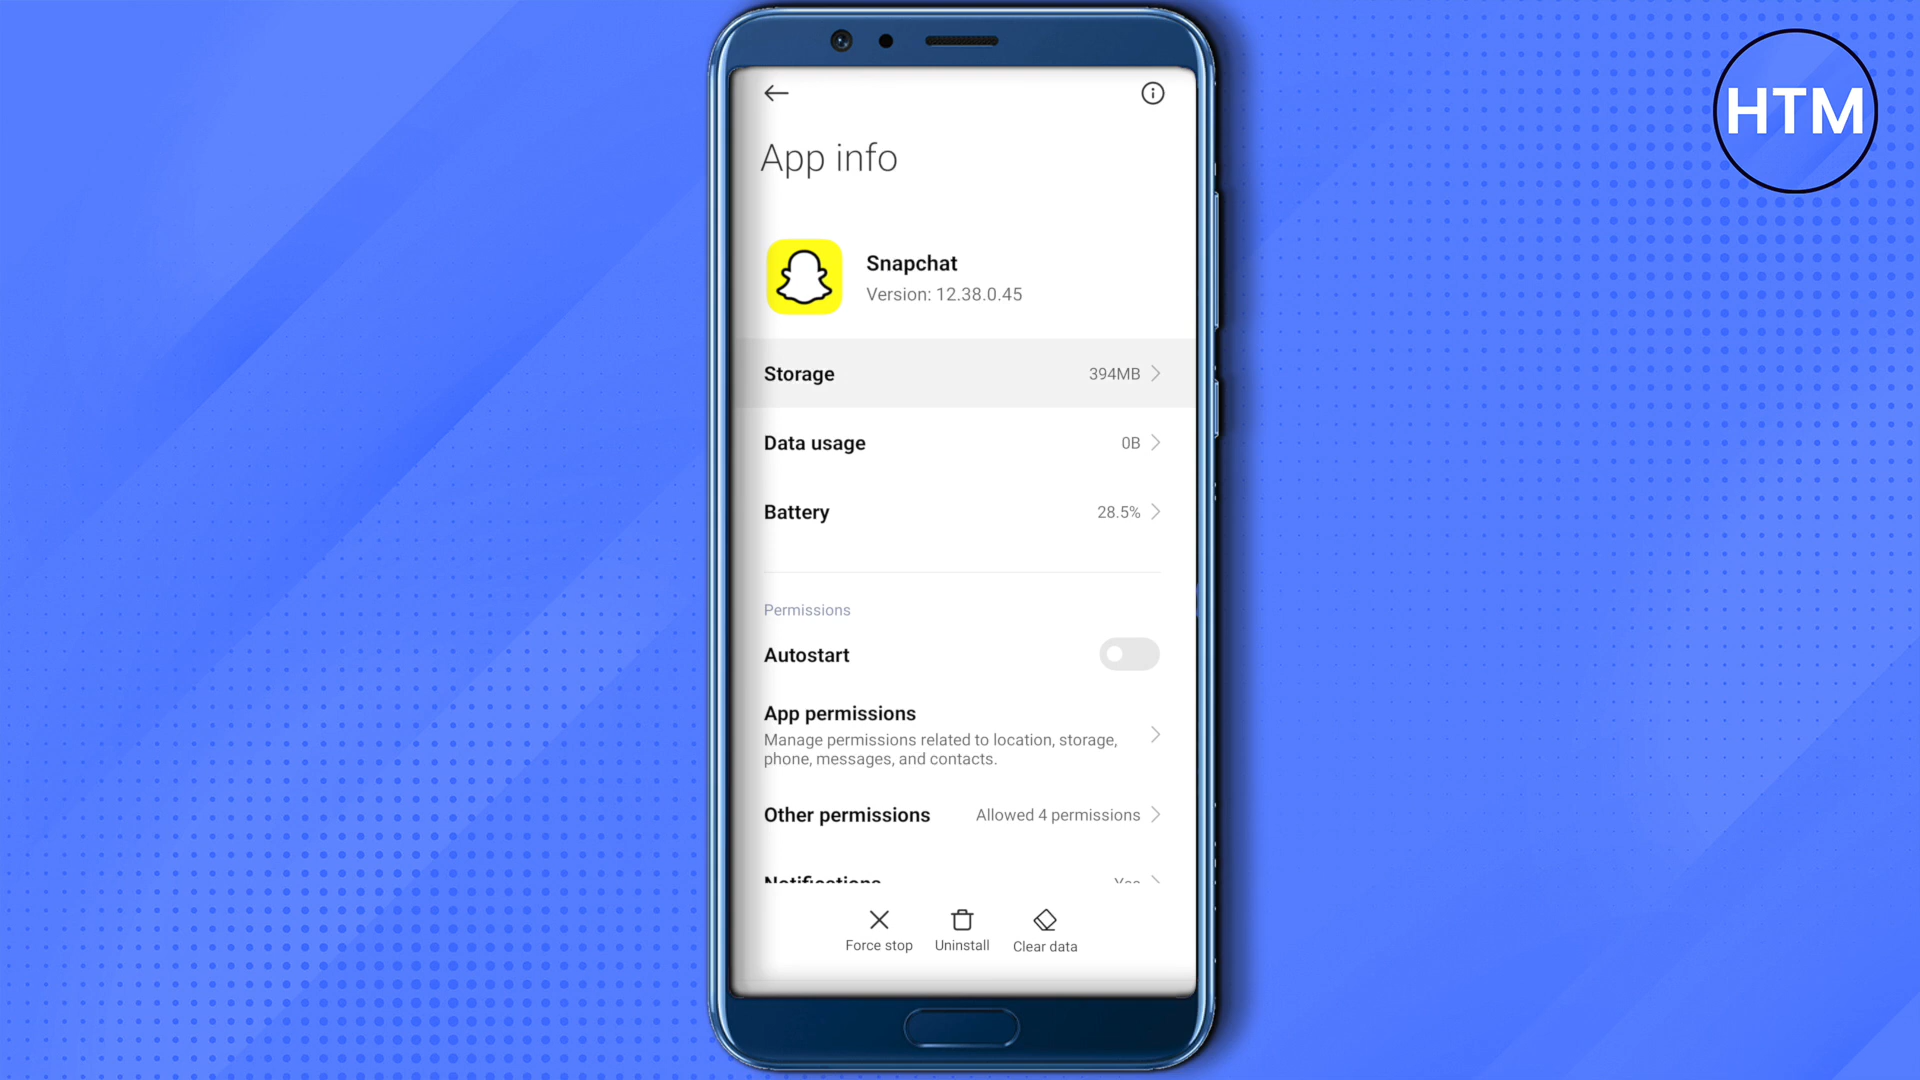 HTM
App info
Snapchat
Version: 12.38.0.45
Storage 394MB
Data usage 0B
Battery 28.5%
Permissions
Autostart
App permissions
Manage permissions related to location, storage,
phone, messages, and contacts.
Other permissions Allowed 4 permissions
Notifications Yes
Force stop Uninstall Clear data